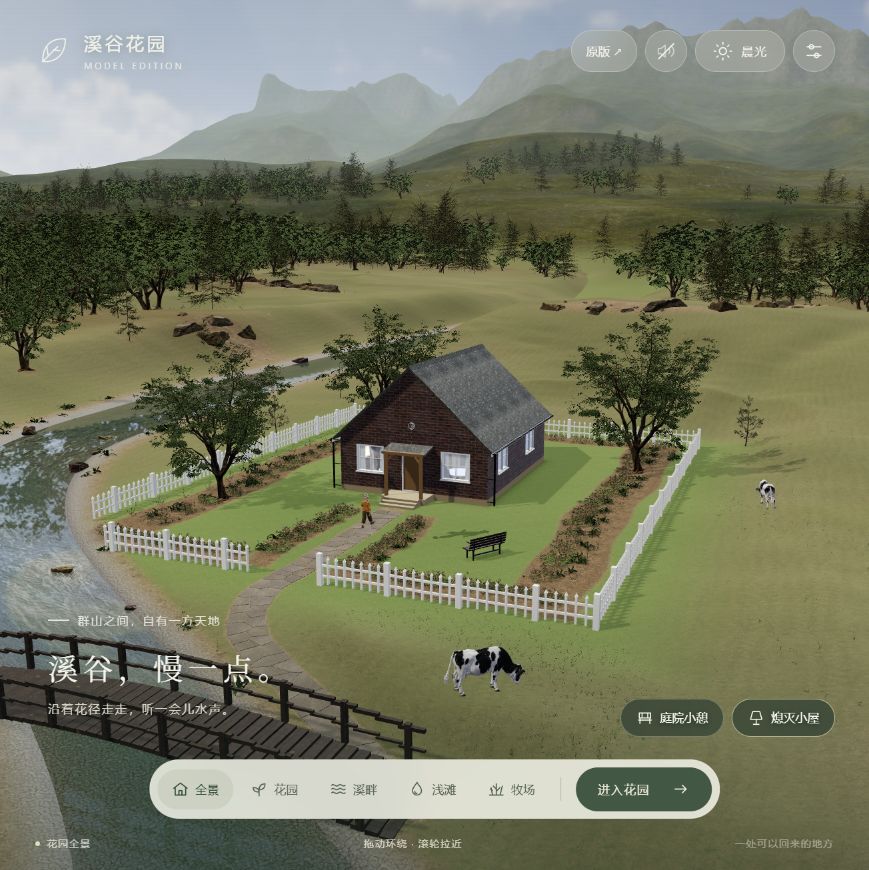 溪谷花园
MODEL EDITION
原版 ↗
晨光
群山之间，自有一方天地
溪谷，慢一点。
沿着花径走走，听一会儿水声。
庭院小憩
熄灭小屋
全景
花园
溪畔
浅滩
牧场
进入花园 →
花园全景
拖动环绕 · 滚轮拉近
一处可以回来的地方